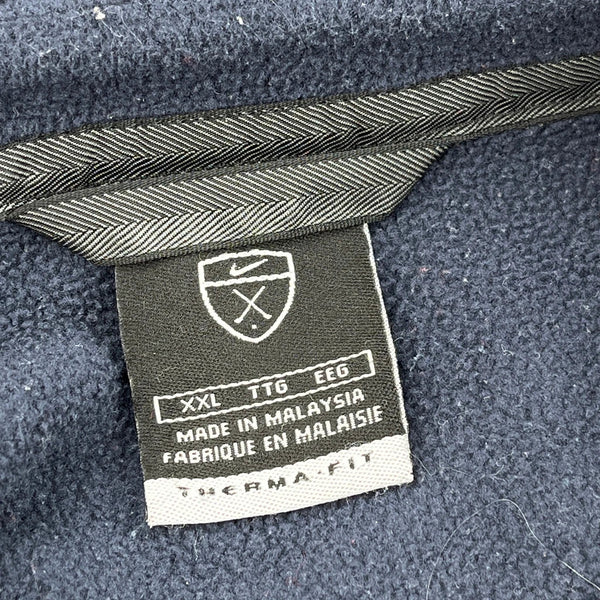 XXL TTG EEG
MADE IN MALAYSIA
FABRIQUE EN MALAISIE
THERMA-FIT